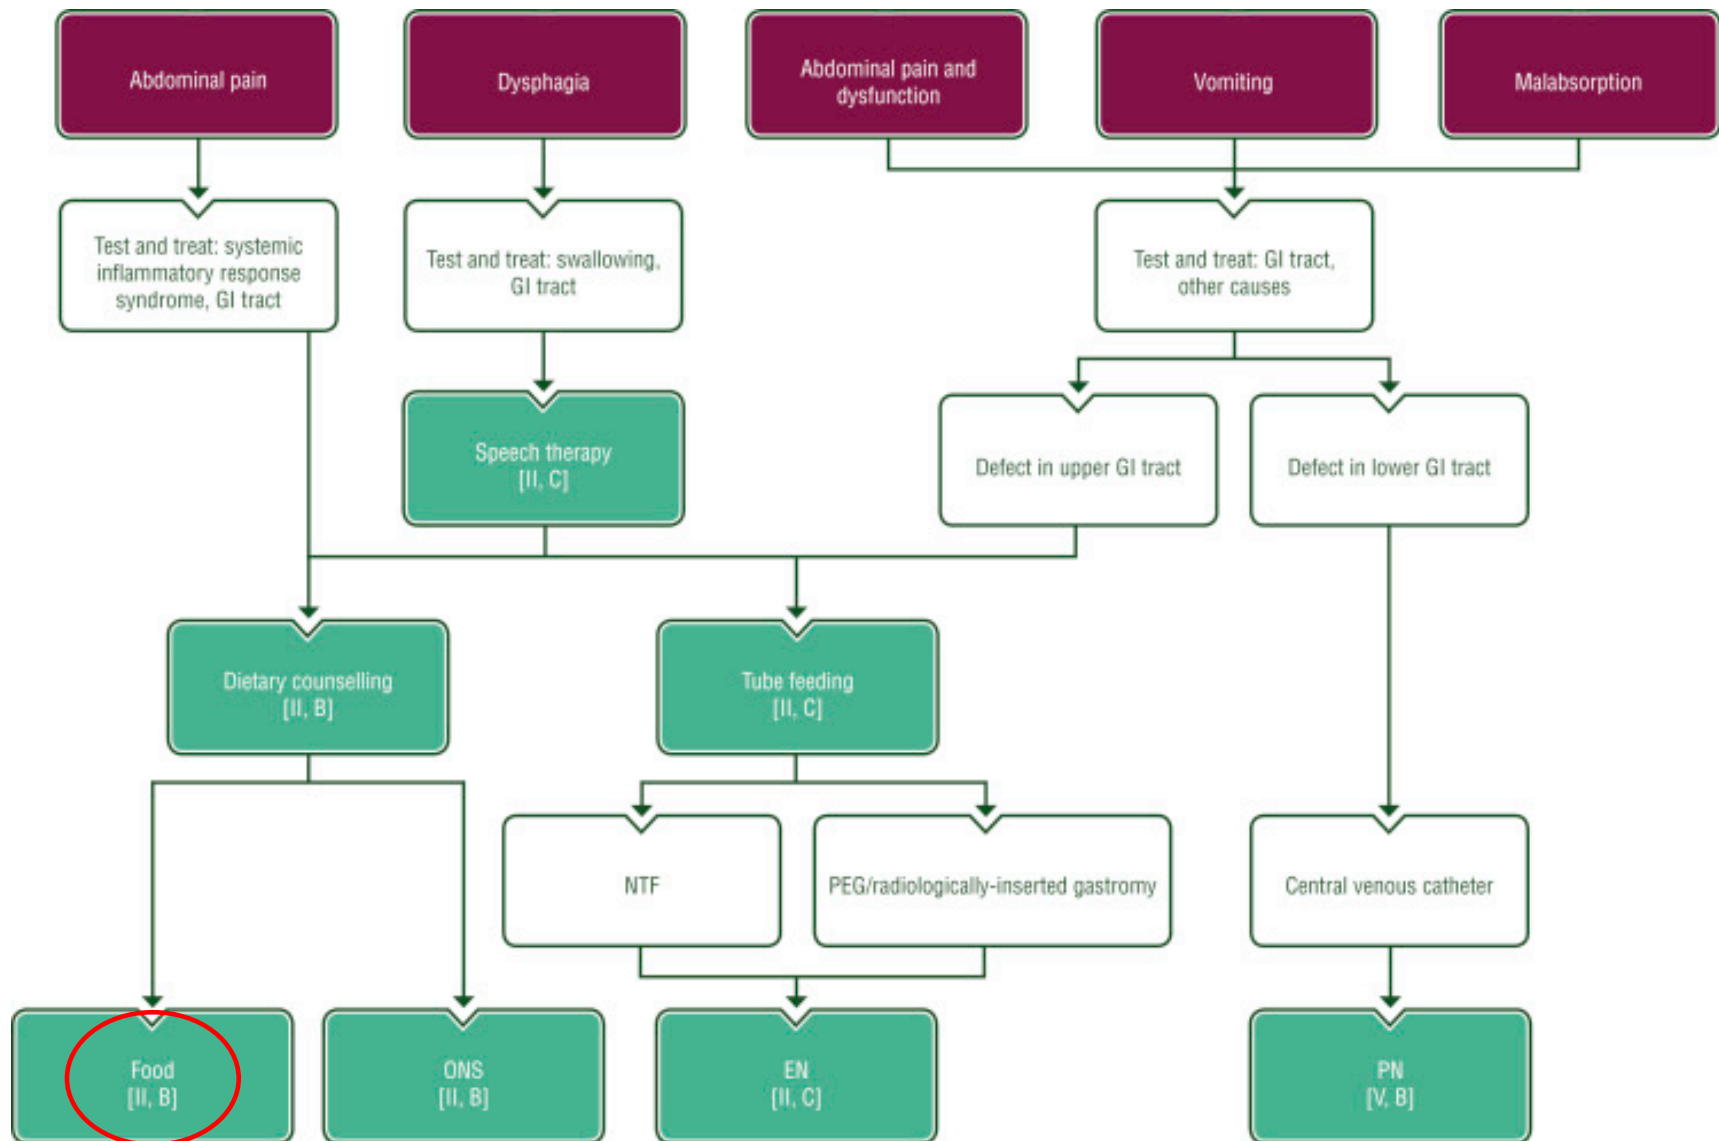 Abdominal pain
Dysphagia
Abdominal pain and
dysfunction
Vomiting
Malabsorption
Test and treat: systemic
inflammatory response
syndrome, GI tract
Test and treat: swallowing,
GI tract
Test and treat: GI tract,
other causes
Speech therapy
[II, C]
Defect in upper GI tract
Defect in lower GI tract
Dietary counselling
[II, B]
Tube feeding
[II, C]
NTF
PEG/radiologically-inserted gastromy
Central venous catheter
Food
[II, B]
ONS
[II, B]
EN
[II, C]
PN
[V, B]